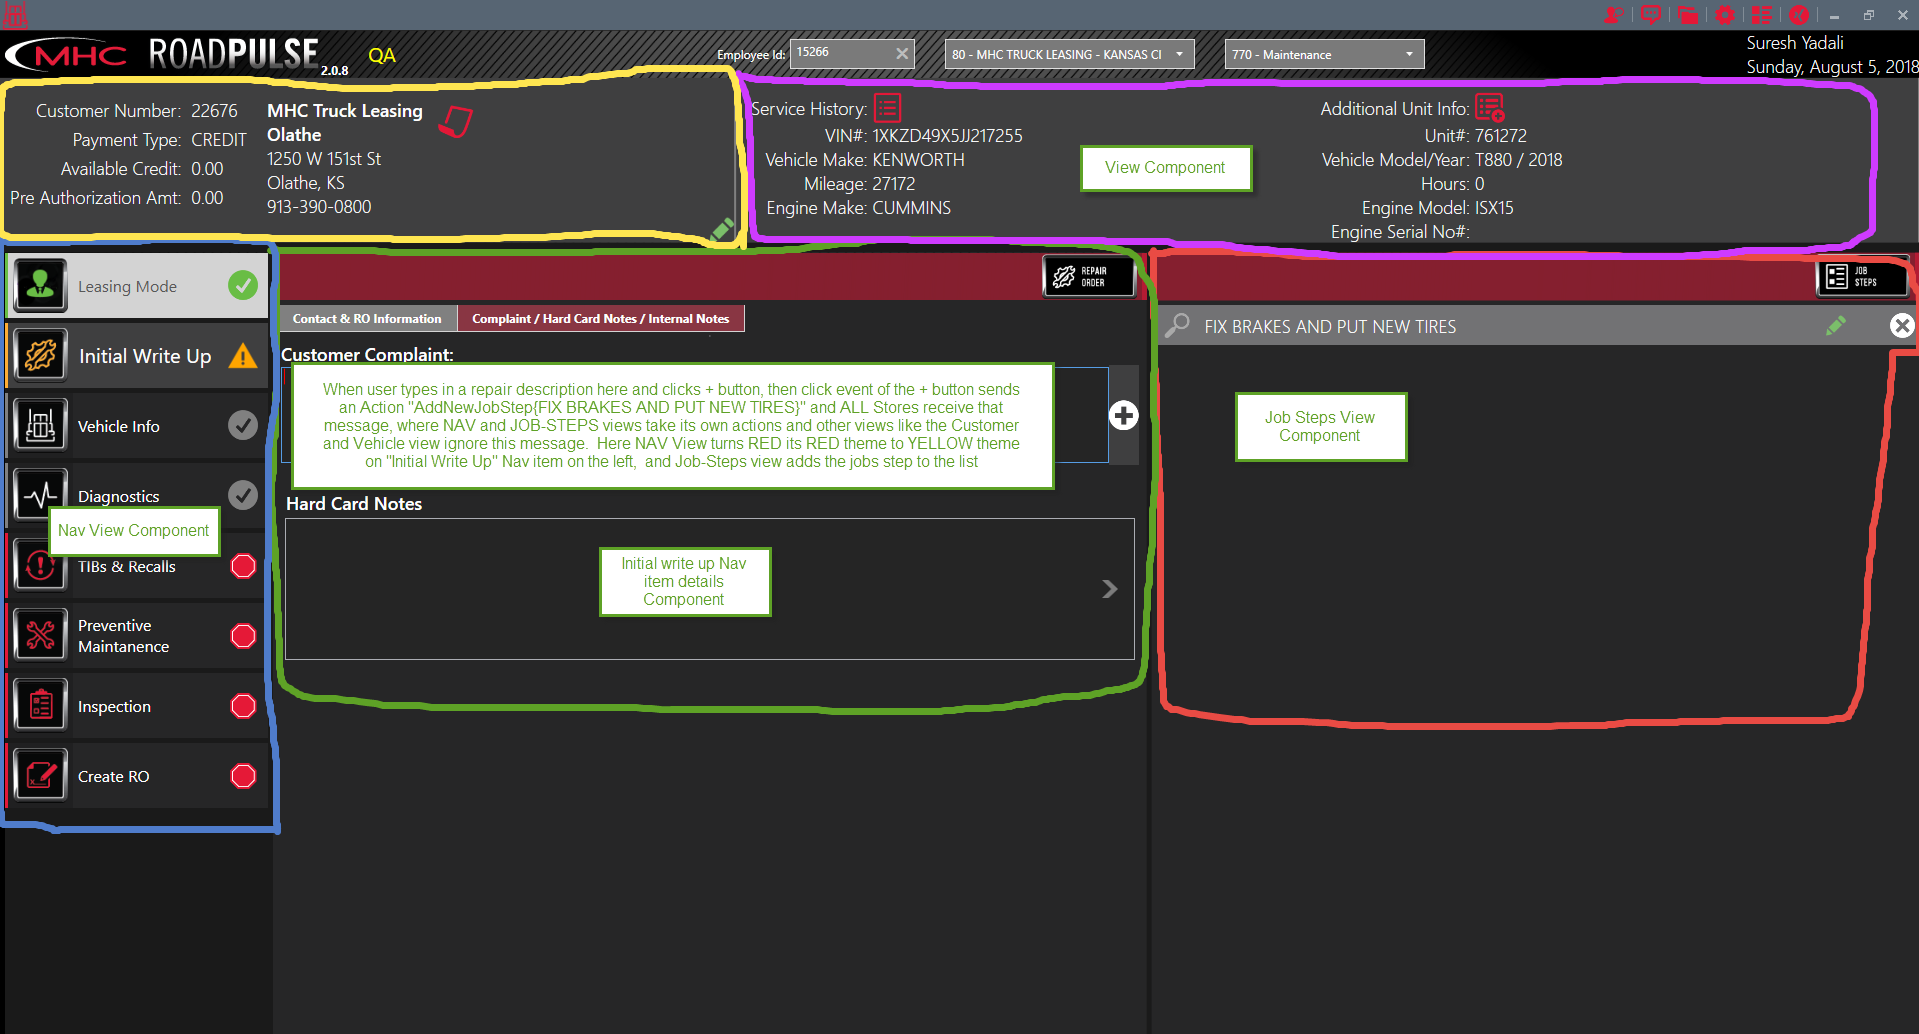 MHC ROADPULSE 2.0.8 QA
Employee Id: 15266
80 - MHC TRUCK LEASING - KANSAS CI
770 - Maintenance
Suresh Yadali
Sunday, August 5, 2018
Customer Number: 22676
Payment Type: CREDIT
Available Credit: 0.00
Pre Authorization Amt: 0.00
MHC Truck Leasing
Olathe
1250 W 151st St
Olathe, KS
913-390-0800
Service History:
VIN#: 1XKZD49X5JJ217255
Vehicle Make: KENWORTH
Mileage: 27172
Engine Make: CUMMINS
View Component
Additional Unit Info:
Unit#: 761272
Vehicle Model/Year: T880 / 2018
Hours: 0
Engine Model: ISX15
Engine Serial No#:
Leasing Mode
Initial Write Up
Vehicle Info
Diagnostics
Nav View Component
TIBs & Recalls
Preventive
Maintanence
Inspection
Create RO
REPAIR
ORDER
Contact & RO Information
Complaint / Hard Card Notes / Internal Notes
Customer Complaint:
When user types in a repair description here and clicks + button, then click event of the + button sends
an Action "AddNewJobStep{FIX BRAKES AND PUT NEW TIRES}" and ALL Stores receive that
message, where NAV and JOB-STEPS views take its own actions and other views like the Customer
and Vehicle view ignore this message. Here NAV View turns RED its RED theme to YELLOW theme
on "Initial Write Up" Nav item on the left, and Job-Steps view adds the jobs step to the list
Hard Card Notes
Initial write up Nav
item details
Component
JOB
STEPS
FIX BRAKES AND PUT NEW TIRES
Job Steps View
Component